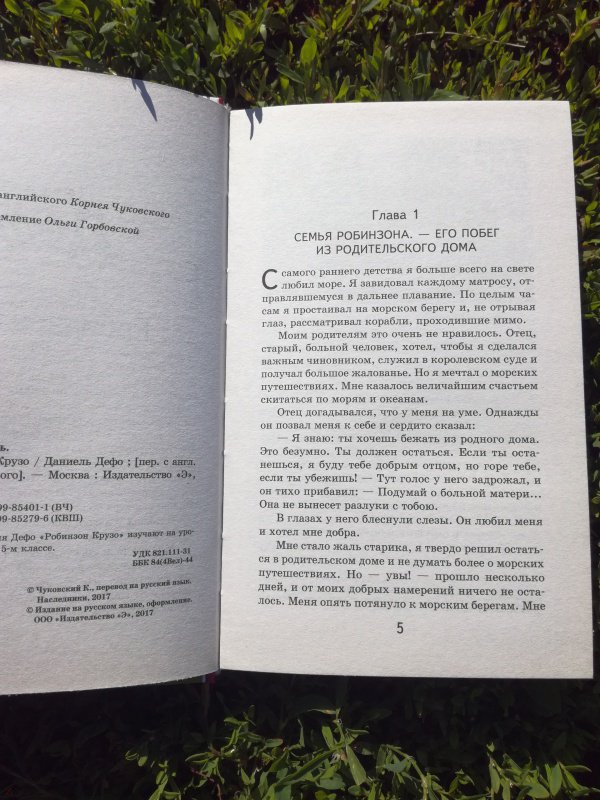 английского Корнея Чуковского
мление Ольги Горбовской
ь.
Крузо / Даниель Дефо ; [пер. с англ.
ого]. — Москва : Издательство «Э»,
99-85401-1 (ВЧ)
99-85279-6 (КВШ)
ия Дефо «Робинзон Крузо» изучают на уро-
5-м классе.
УДК 821.111-31
ББК 84(4Вел)-44
© Чуковский К., перевод на русский язык.
Наследники, 2017
© Издание на русском языке, оформление.
ООО «Издательство «Э», 2017
Глава 1
СЕМЬЯ РОБИНЗОНА. — ЕГО ПОБЕГ
ИЗ РОДИТЕЛЬСКОГО ДОМА
С самого раннего детства я больше всего на свете
любил море. Я завидовал каждому матросу, от-
правлявшемуся в дальнее плавание. По целым ча-
сам я простаивал на морском берегу и, не отрывая
глаз, рассматривал корабли, проходившие мимо.
Моим родителям это очень не нравилось. Отец,
старый, больной человек, хотел, чтобы я сделался
важным чиновником, служил в королевском суде и
получал большое жалованье. Но я мечтал о морских
путешествиях. Мне казалось величайшим счастьем
скитаться по морям и океанам.
Отец догадывался, что у меня на уме. Однажды
он позвал меня к себе и сердито сказал:
— Я знаю: ты хочешь бежать из родного дома.
Это безумно. Ты должен остаться. Если ты оста-
нешься, я буду тебе добрым отцом, но горе тебе,
если ты убежишь! — Тут голос у него задрожал, и
он тихо прибавил: — Подумай о больной матери...
Она не вынесет разлуки с тобою.
В глазах у него блеснули слезы. Он любил меня
и хотел мне добра.
Мне стало жаль старика, я твердо решил остать-
ся в родительском доме и не думать более о морских
путешествиях. Но — увы! — прошло несколько
дней, и от моих добрых намерений ничего не оста-
лось. Меня опять потянуло к морским берегам. Мне
5